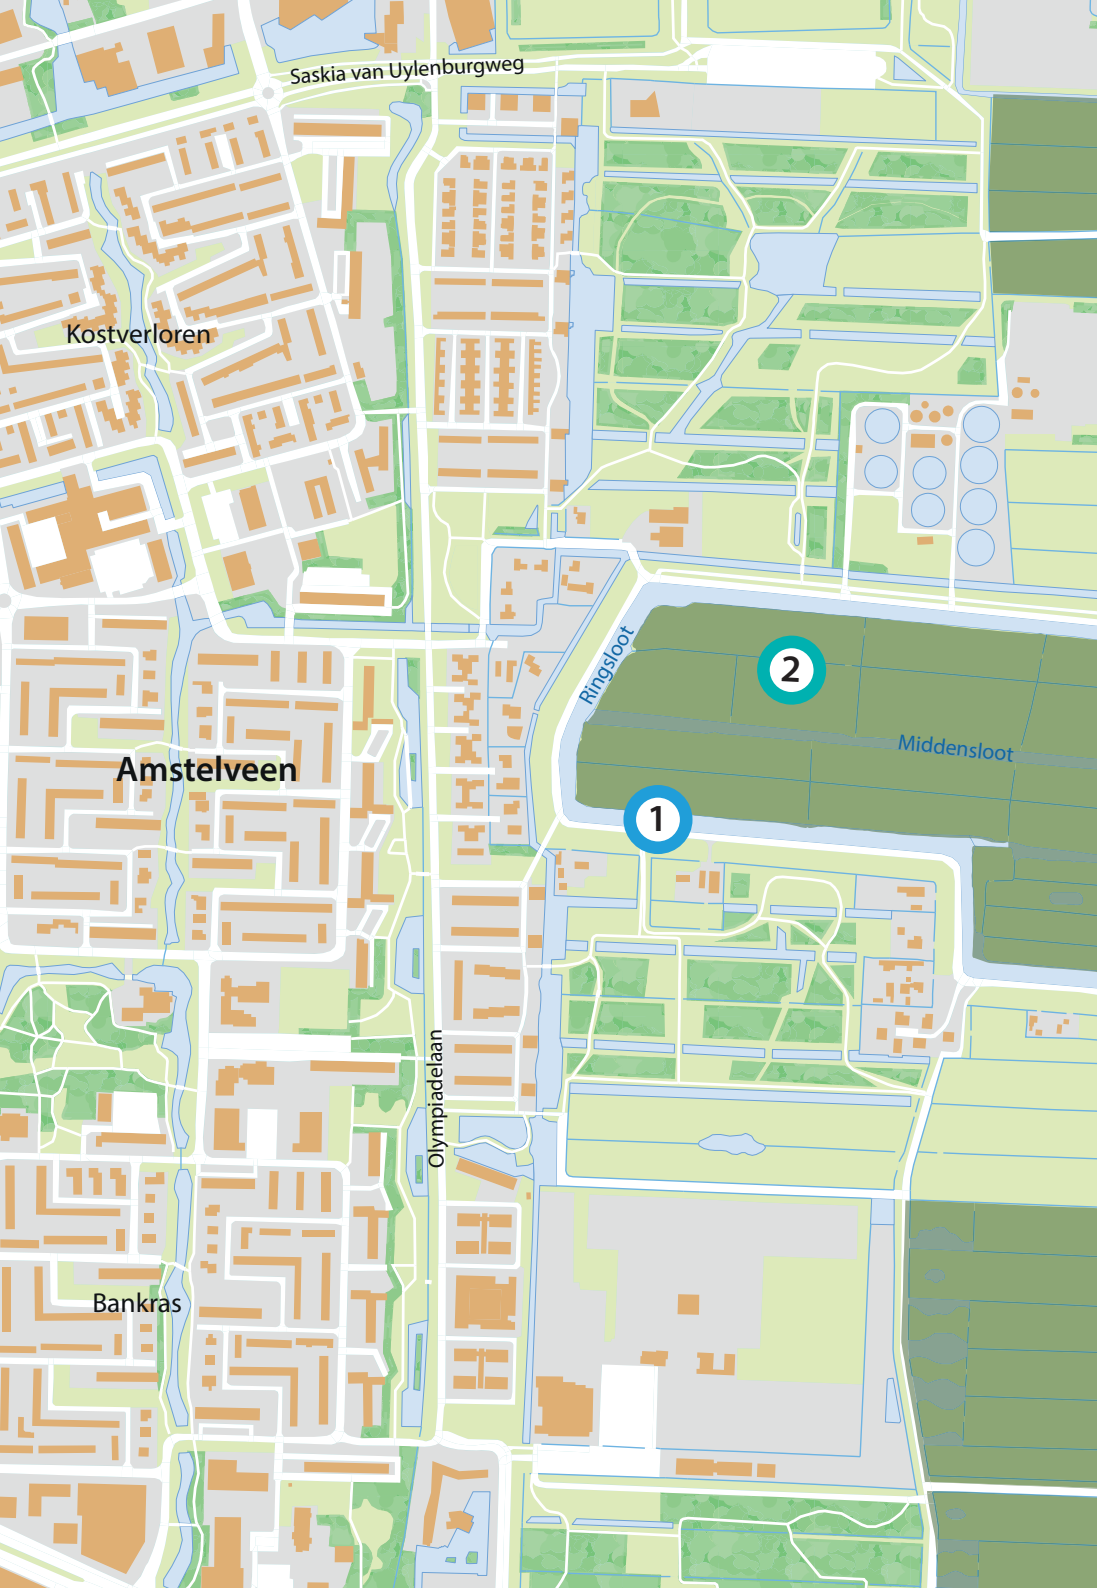 Saskia van Uylenburgweg
Kostverloren
Ringsloot
2
Middensloot
Amstelveen
1
Olympiadelaan
Bankras